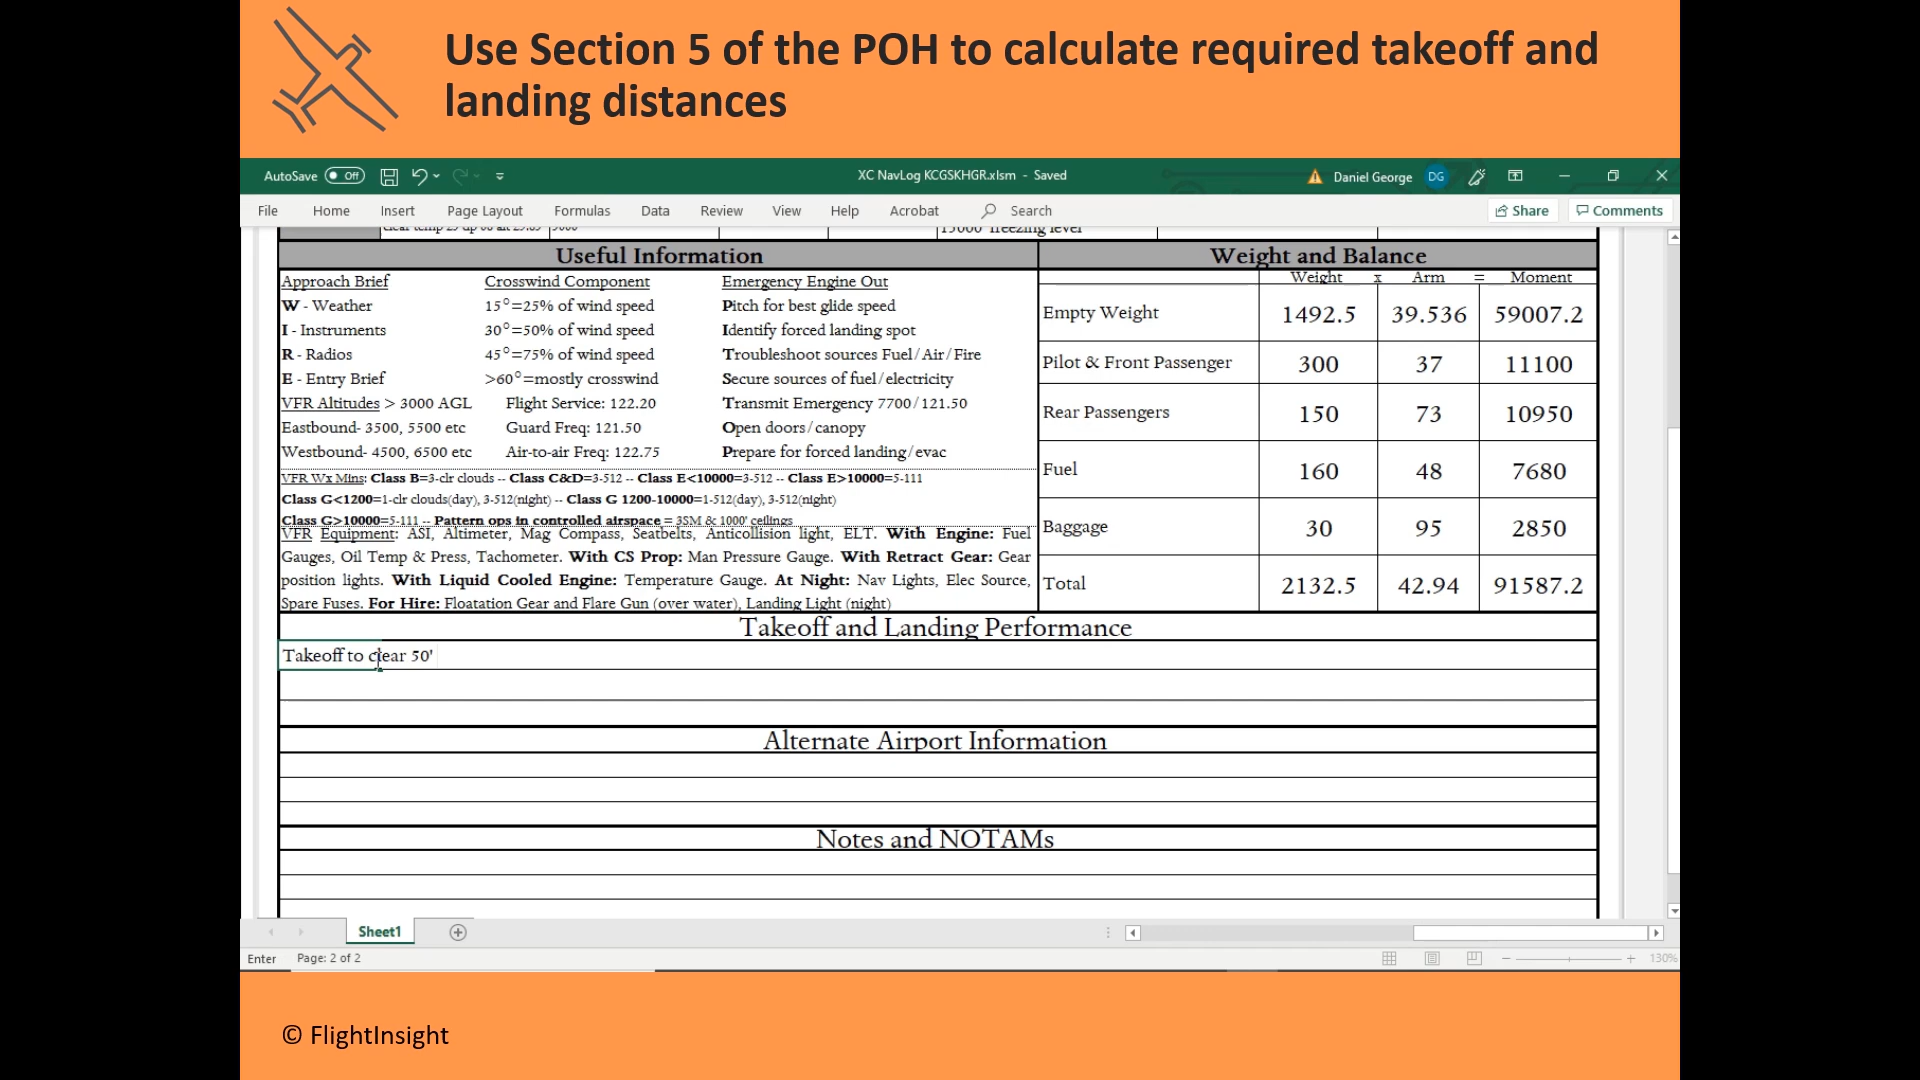 Use Section 5 of the POH to calculate required takeoff and
landing distances
AutoSave Off
XC NavLog KCGSKHGR.xlsm - Saved
Daniel George DG
File Home Insert Page Layout Formulas Data Review View Help Acrobat Search Share Comments
15000' freezing level
Useful Information
Weight and Balance
Approach Brief Crosswind Component Emergency Engine Out
W - Weather 15°=25% of wind speed Pitch for best glide speed
I - Instruments 30°=50% of wind speed Identify forced landing spot
R - Radios 45°=75% of wind speed Troubleshoot sources Fuel/Air/Fire
E - Entry Brief >60°=mostly crosswind Secure sources of fuel/electricity
VFR Altitudes > 3000 AGL Flight Service: 122.20 Transmit Emergency 7700/121.50
Eastbound- 3500, 5500 etc Guard Freq: 121.50 Open doors/canopy
Westbound- 4500, 6500 etc Air-to-air Freq: 122.75 Prepare for forced landing/evac
VFR Wx Mins: Class B=3-clr clouds -- Class C&D=3-512 -- Class E<10000=3-512 -- Class E>10000=5-111
Class G<1200=1-clr clouds(day), 3-512(night) -- Class G 1200-10000=1-512(day), 3-512(night)
Class G>10000=5-111 -- Pattern ops in controlled airspace = 3SM & 1000' ceilings
VFR Equipment: ASI, Altimeter, Mag Compass, Seatbelts, Anticollision light, ELT. With Engine: Fuel
Gauges, Oil Temp & Press, Tachometer. With CS Prop: Man Pressure Gauge. With Retract Gear: Gear
position lights. With Liquid Cooled Engine: Temperature Gauge. At Night: Nav Lights, Elec Source,
Spare Fuses. For Hire: Floatation Gear and Flare Gun (over water), Landing Light (night)
Weight x Arm = Moment
Empty Weight 1492.5 39.536 59007.2
Pilot & Front Passenger 300 37 11100
Rear Passengers 150 73 10950
Fuel 160 48 7680
Baggage 30 95 2850
Total 2132.5 42.94 91587.2
Takeoff and Landing Performance
Takeoff to clear 50'
Alternate Airport Information
Notes and NOTAMs
Sheet1
Enter Page: 2 of 2 130%
© FlightInsight